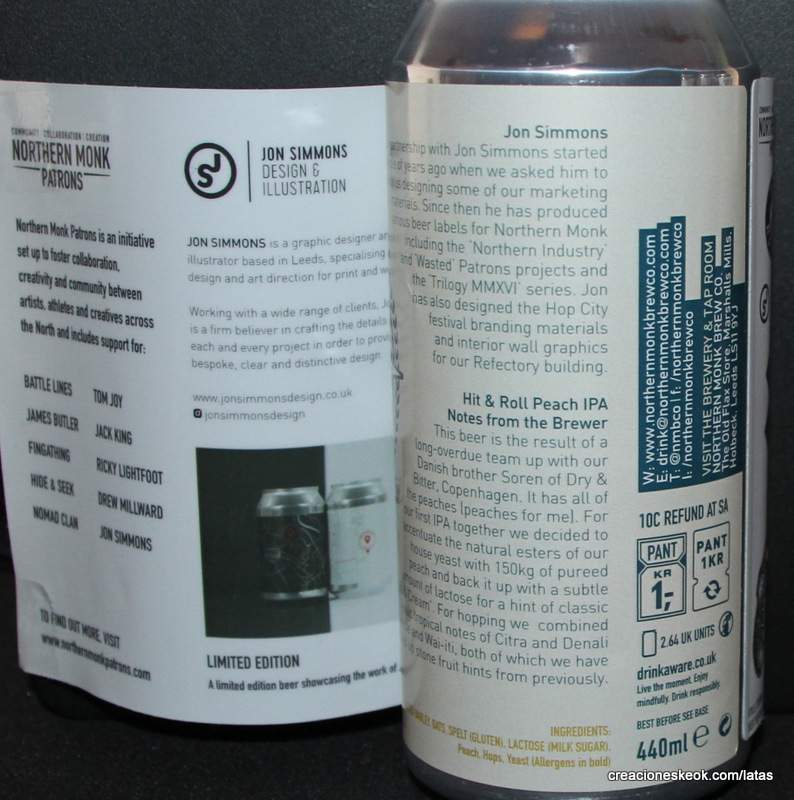 COMMUNITY | COLLABORATION | CREATION
NORTHERN MONK
PATRONS
Northern Monk Patrons is an initiative
set up to foster collaboration,
creativity and community between
artists, athletes and creatives across
the North and includes support for:
BATTLE LINES
JAMES BUTLER
FINGATHING
HIDE & SEEK
NOMAD CLAN
TOM JOY
JACK KING
RICKY LIGHTFOOT
DREW MILLWARD
JON SIMMONS
TO FIND OUT MORE, VISIT
www.northernmonkpatrons.com
JS
JON SIMMONS
DESIGN &
ILLUSTRATION
JON SIMMONS is a graphic designer
illustrator based in Leeds, specialising
design and art direction for print and
Working with a wide range of clients,
is a firm believer in crafting the details
each and every project in order to
bespoke, clear and distinctive design.
www.jonsimmonsdesign.co.uk
jonsimmonsdesign
LIMITED EDITION
A limited edition beer showcasing the work of
Jon Simmons
with Jon Simmons started
years ago when we asked him to
designing some of our marketing
Since then he has produced
beer labels for Northern Monk
including the 'Northern Industry'
and 'Wasted' Patrons projects and
the 'Trilogy MMXVI' series. Jon
has also designed the Hop City
festival branding materials
and interior wall graphics
for our Refectory building.
Hit & Roll Peach IPA
Notes from the Brewer
This beer is the result of a
long-overdue team up with our
Danish brother Soren of Dry &
Bitter, Copenhagen. It has all of
the peaches (peaches for me). For
our first IPA together we decided to
accentuate the natural esters of our
house yeast with 150kg of pureed
peach and back it up with a subtle
amount of lactose for a hint of classic
Cream'. For hopping we combined
tropical notes of Citra and Denali
and Wai-iti, both of which we have
stone fruit hints from previously.
INGREDIENTS:
BARLEY, OATS, SPELT (GLUTEN), LACTOSE (MILK SUGAR),
Peach, Hops, Yeast (Allergens in bold)
W: www.northernmonkbrewco.com
E: drink@northernmonkbrewco.com
T: @nmbco | f: /northernmonkbrewco
I: /northernmonkbrewco
VISIT THE BREWERY & TAP ROOM
NORTHERN MONK BREW CO.
The Old Flax Store, Marshalls Mills,
Holbeck, Leeds LS11 9YJ
10C REFUND AT SA
PANT
KR
1,-
PANT
1KR
2.64 UK UNITS
drinkaware.co.uk
Live the moment. Enjoy
mindfully. Drink responsibly.
BEST BEFORE SEE BASE
440ml e
creacioneskeok.com/latas